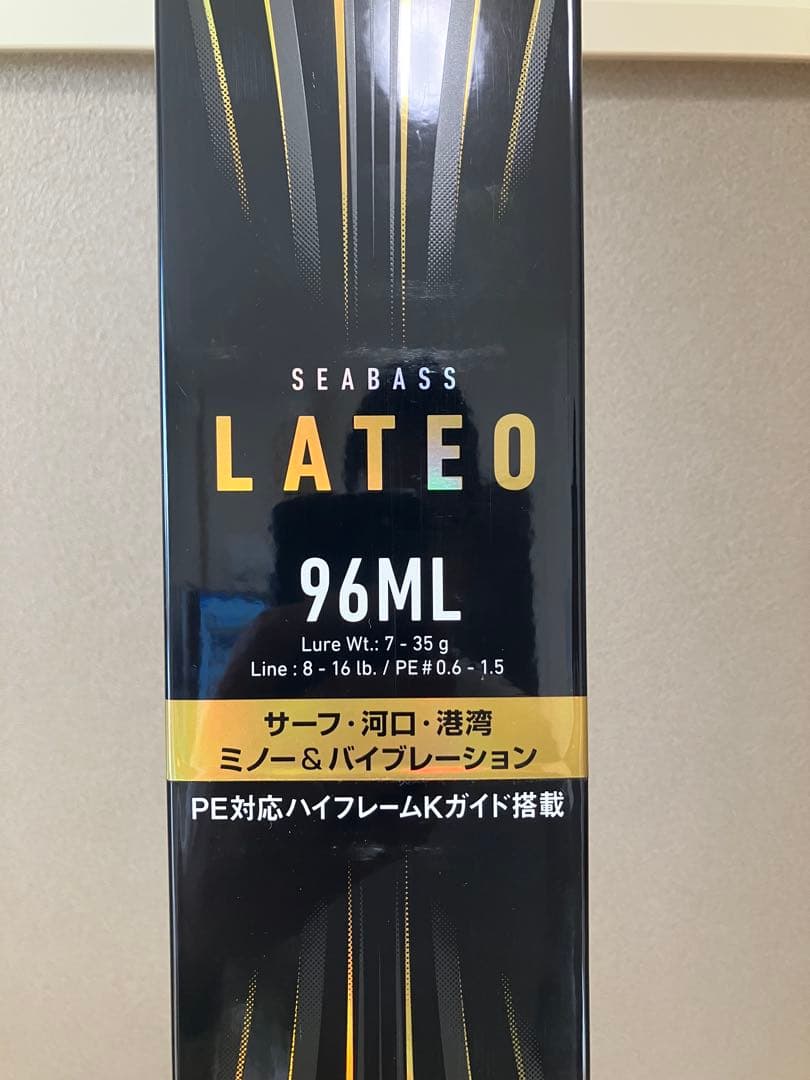 SEABASS
LATEO
96ML
Lure Wt.: 7 - 35 g
Line : 8 - 16 lb. / PE#0.6 - 1.5
サーフ・河口・港湾
ミノー&バイブレーション
PE対応ハイフレームKガイド搭載